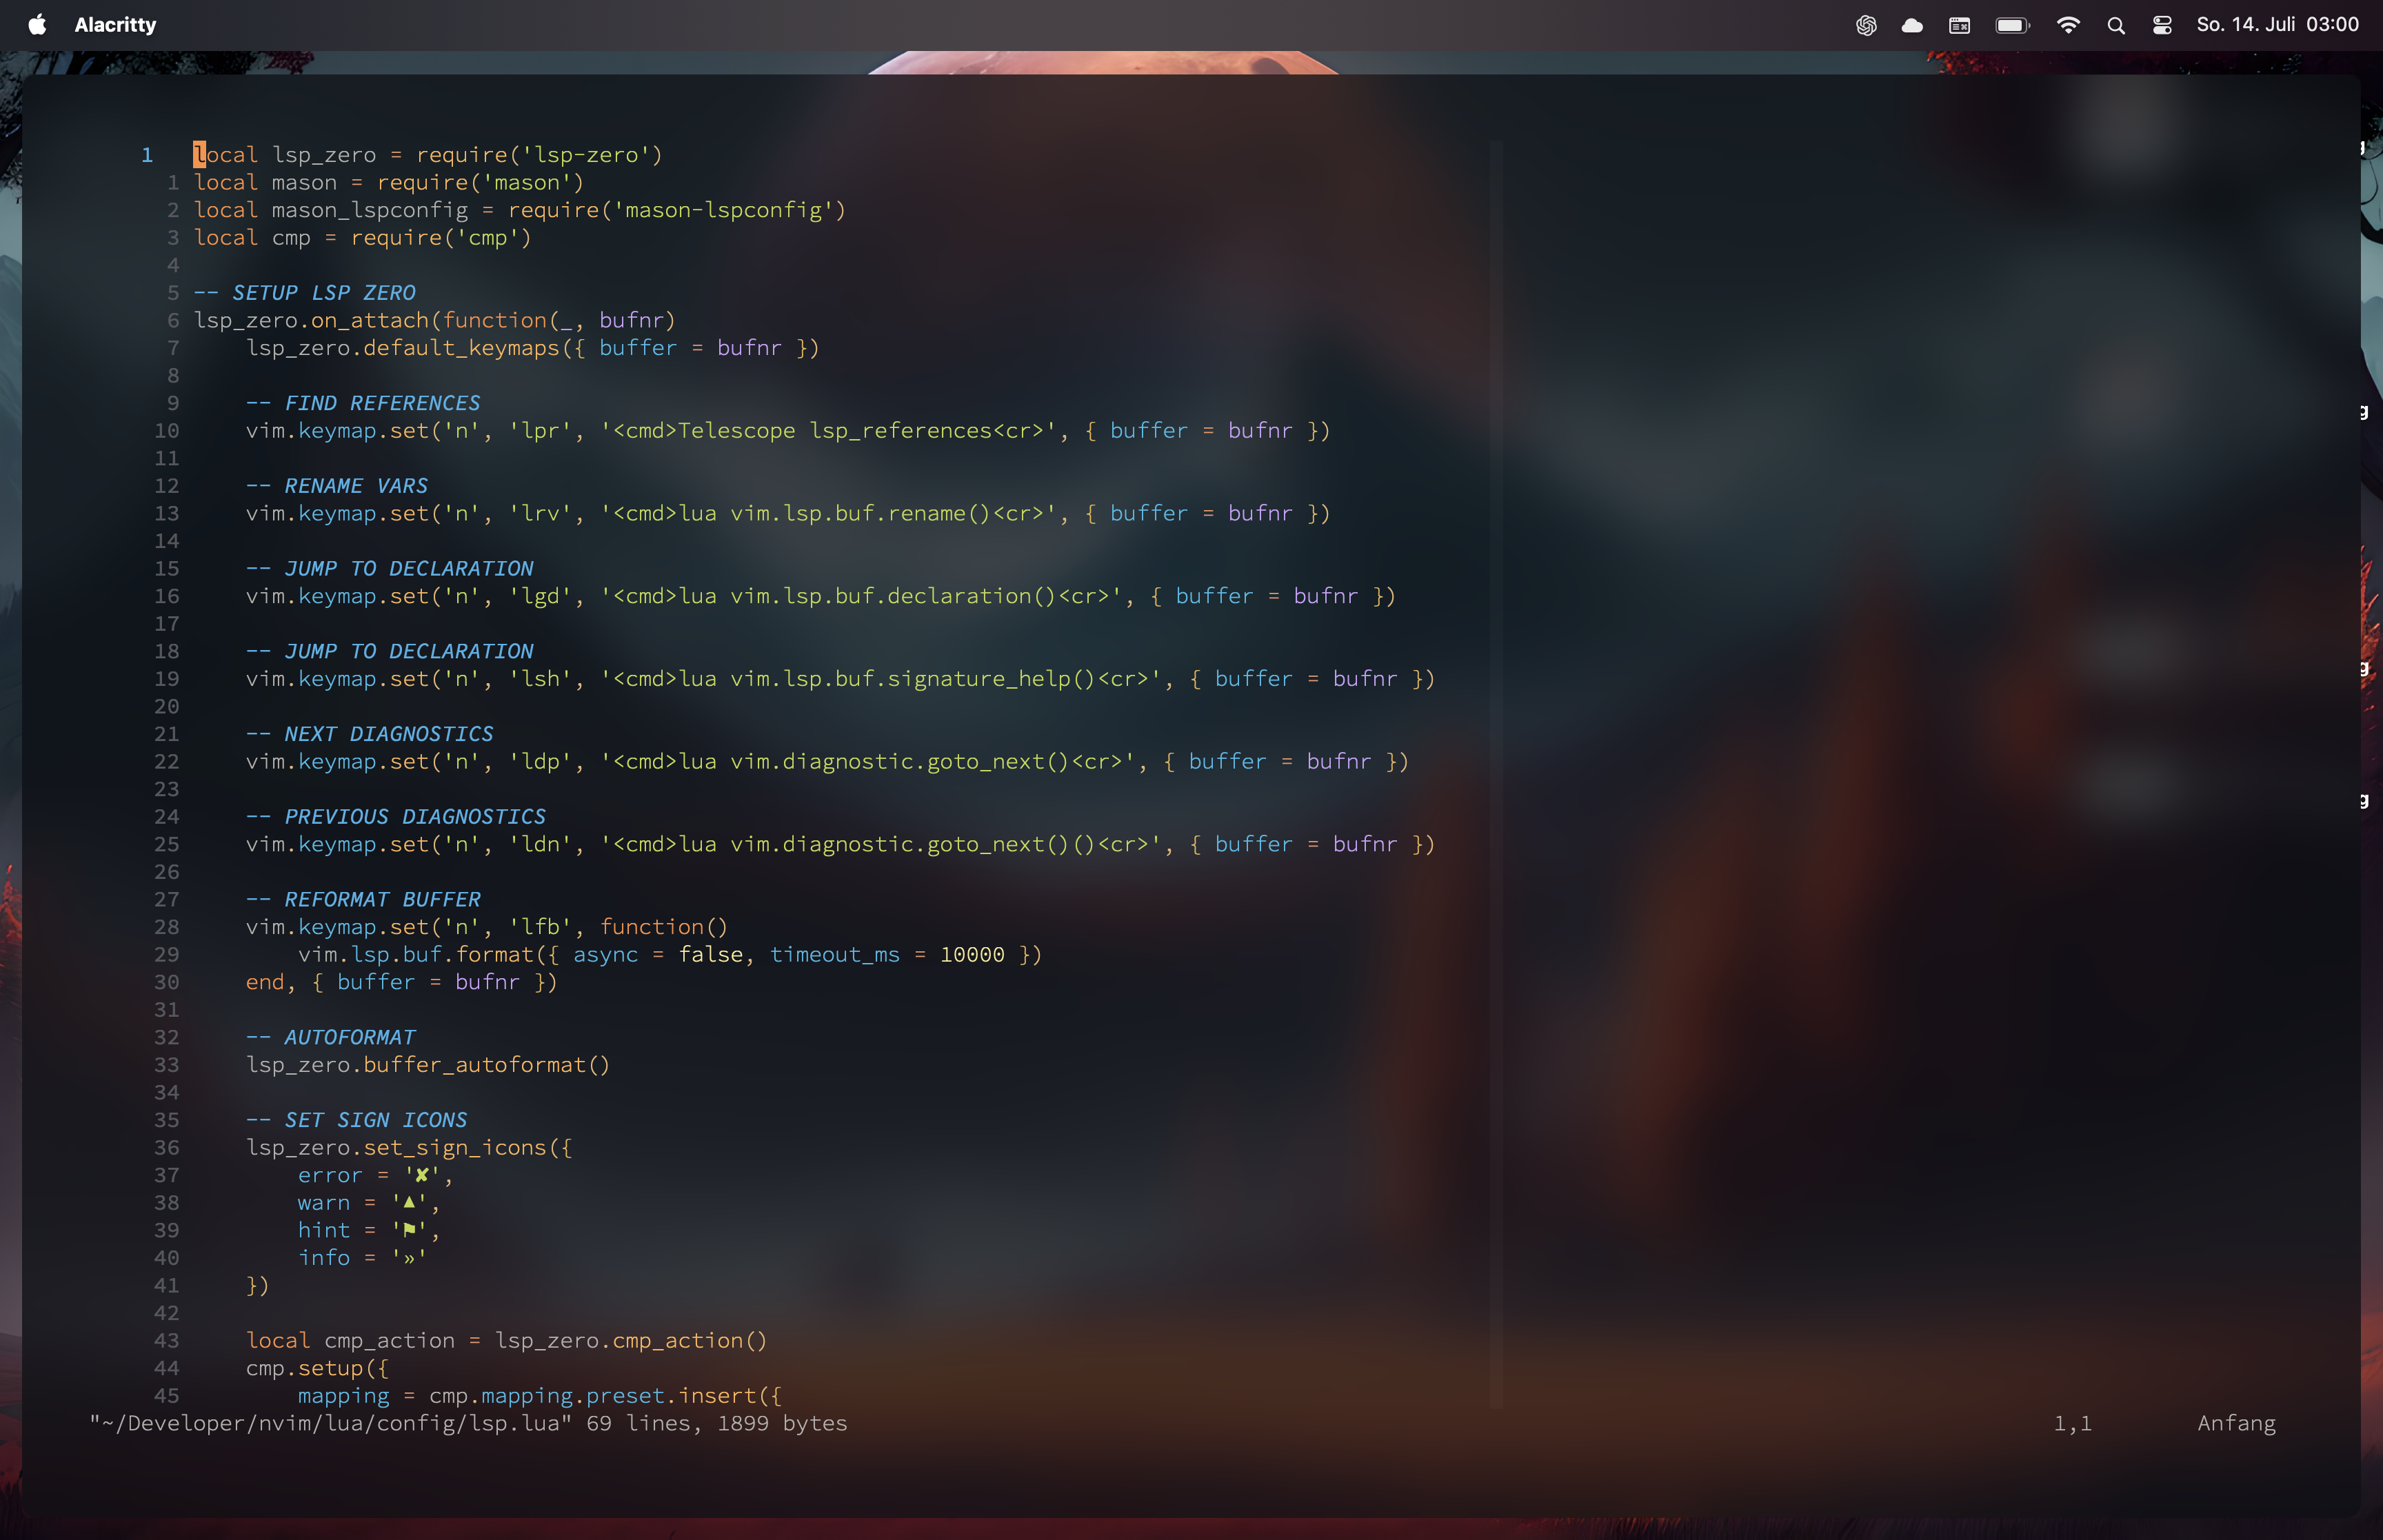 Alacritty So. 14. Juli 03:00
1 local lsp_zero = require('lsp-zero')
1 local mason = require('mason')
2 local mason_lspconfig = require('mason-lspconfig')
3 local cmp = require('cmp')
4
5 -- SETUP LSP ZERO
6 lsp_zero.on_attach(function(_, bufnr)
7     lsp_zero.default_keymaps({ buffer = bufnr })
8
9     -- FIND REFERENCES
10     vim.keymap.set('n', 'lpr', '<cmd>Telescope lsp_references<cr>', { buffer = bufnr })
11
12     -- RENAME VARS
13     vim.keymap.set('n', 'lrv', '<cmd>lua vim.lsp.buf.rename()<cr>', { buffer = bufnr })
14
15     -- JUMP TO DECLARATION
16     vim.keymap.set('n', 'lgd', '<cmd>lua vim.lsp.buf.declaration()<cr>', { buffer = bufnr })
17
18     -- JUMP TO DECLARATION
19     vim.keymap.set('n', 'lsh', '<cmd>lua vim.lsp.buf.signature_help()<cr>', { buffer = bufnr })
20
21     -- NEXT DIAGNOSTICS
22     vim.keymap.set('n', 'ldp', '<cmd>lua vim.diagnostic.goto_next()<cr>', { buffer = bufnr })
23
24     -- PREVIOUS DIAGNOSTICS
25     vim.keymap.set('n', 'ldn', '<cmd>lua vim.diagnostic.goto_next()()<cr>', { buffer = bufnr })
26
27     -- REFORMAT BUFFER
28     vim.keymap.set('n', 'lfb', function()
29         vim.lsp.buf.format({ async = false, timeout_ms = 10000 })
30     end, { buffer = bufnr })
31
32     -- AUTOFORMAT
33     lsp_zero.buffer_autoformat()
34
35     -- SET SIGN ICONS
36     lsp_zero.set_sign_icons({
37         error = '✘',
38         warn = '▲',
39         hint = '⚑',
40         info = '»'
41     })
42
43     local cmp_action = lsp_zero.cmp_action()
44     cmp.setup({
45         mapping = cmp.mapping.preset.insert({
"~/Developer/nvim/lua/config/lsp.lua" 69 lines, 1899 bytes 1,1 Anfang